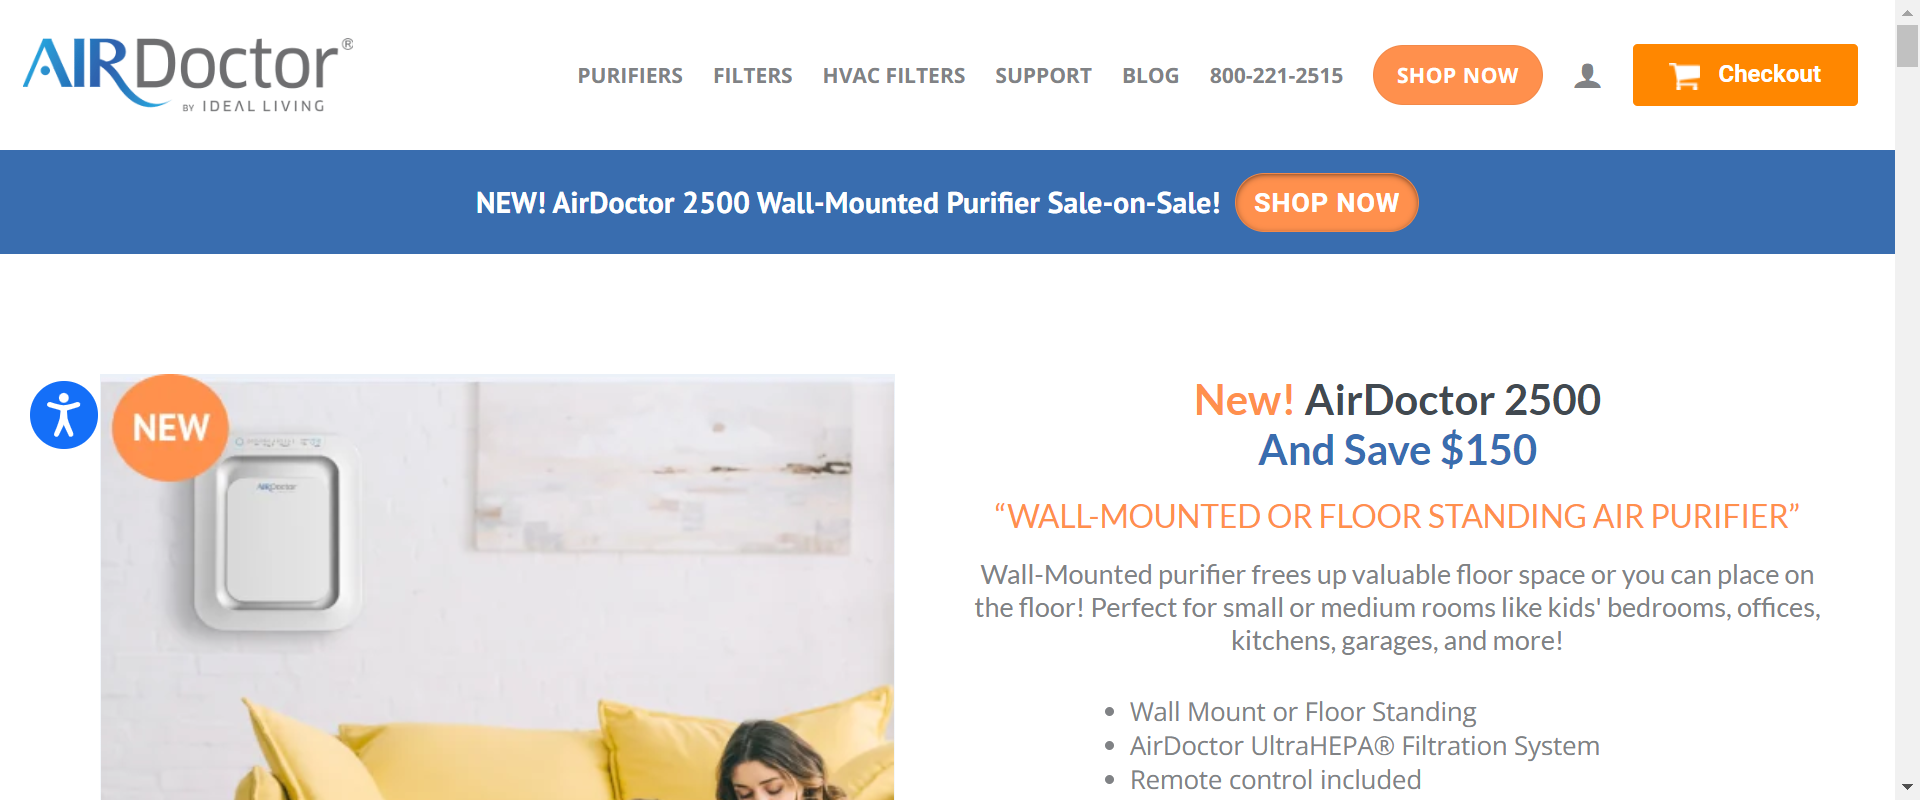 AIRDoctor®
BY IDEAL LIVING
PURIFIERS FILTERS HVAC FILTERS SUPPORT BLOG 800-221-2515 SHOP NOW Checkout
NEW! AirDoctor 2500 Wall-Mounted Purifier Sale-on-Sale! SHOP NOW
NEW
AIRDoctor
New! AirDoctor 2500
And Save $150
“WALL-MOUNTED OR FLOOR STANDING AIR PURIFIER”
Wall-Mounted purifier frees up valuable floor space or you can place on
the floor! Perfect for small or medium rooms like kids' bedrooms, offices,
kitchens, garages, and more!
• Wall Mount or Floor Standing
• AirDoctor UltraHEPA® Filtration System
• Remote control included